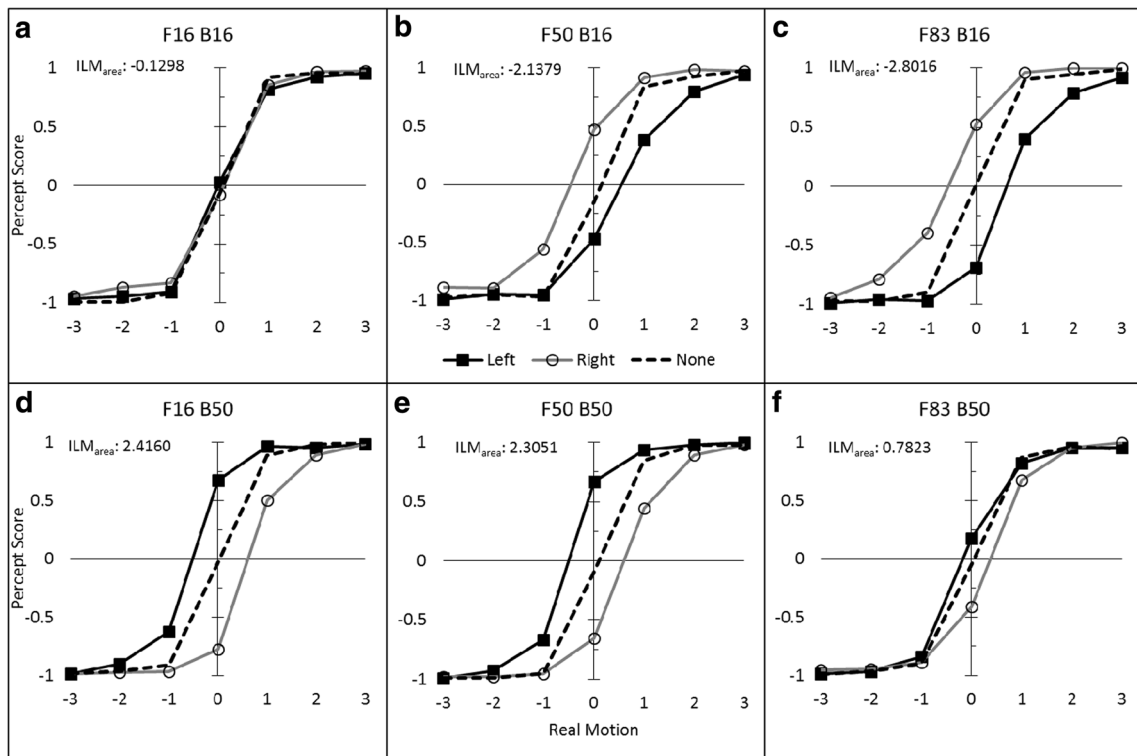 a
F16 B16
ILMarea: -0.1298
Percept Score
1
0.5
0
-0.5
-1
-3 -2 -1 0 1 2 3
b
F50 B16
ILMarea: -2.1379
1
0.5
0
-0.5
-1
-3 -2 -1 0 1 2 3
Left Right None
c
F83 B16
ILMarea: -2.8016
1
0.5
0
-0.5
-1
-3 -2 -1 0 1 2 3
d
F16 B50
ILMarea: 2.4160
Percept Score
1
0.5
0
-0.5
-1
-3 -2 -1 0 1 2 3
e
F50 B50
ILMarea: 2.3051
1
0.5
0
-0.5
-1
-3 -2 -1 0 1 2 3
Real Motion
f
F83 B50
ILMarea: 0.7823
1
0.5
0
-0.5
-1
-3 -2 -1 0 1 2 3